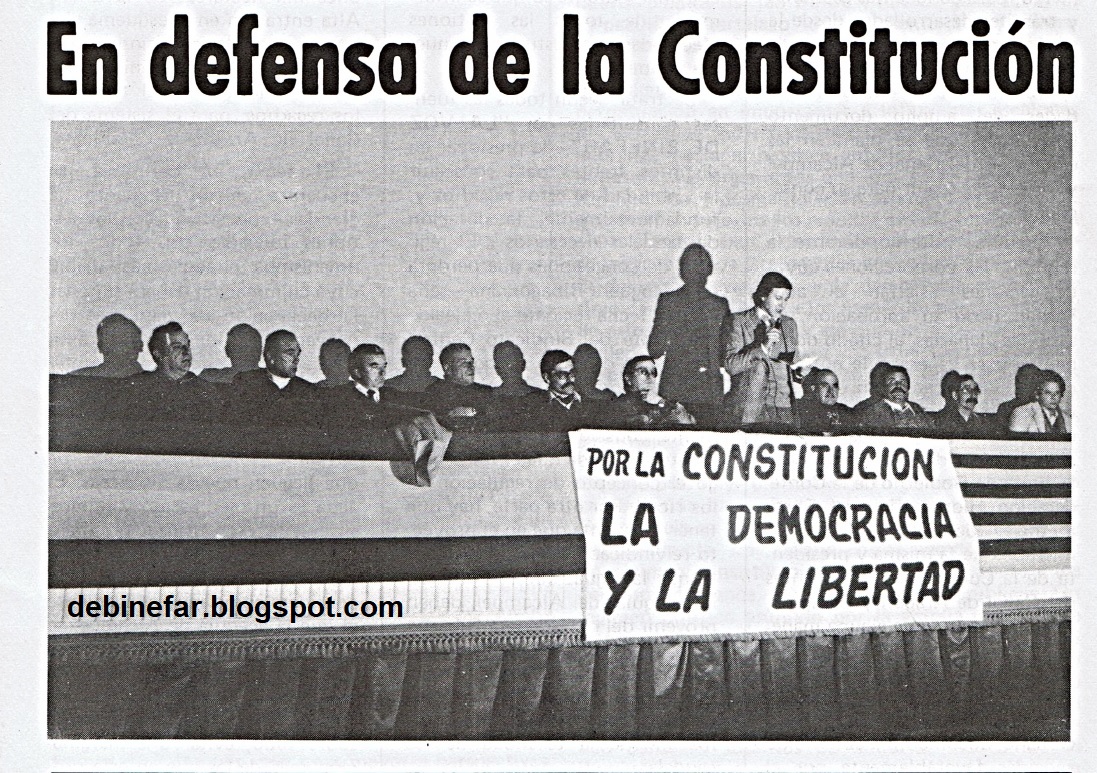 En defensa de la Constitución
POR LA CONSTITUCION
LA DEMOCRACIA
Y LA LIBERTAD
debinefar.blogspot.com